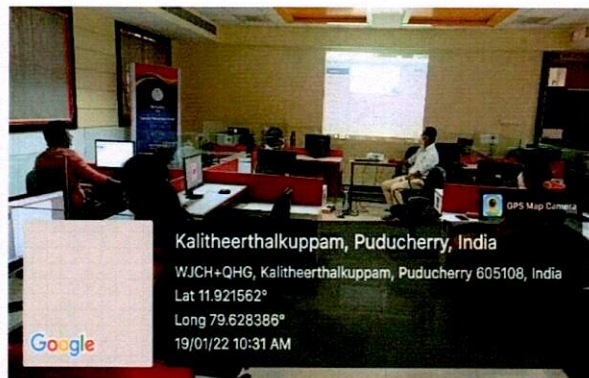 GPS Map Camera
Kalitheerthalkuppam, Puducherry, India
WJCH+QHG, Kalitheerthalkuppam, Puducherry 605108, India
Lat 11.921562°
Long 79.628386°
19/01/22 10:31 AM
Google